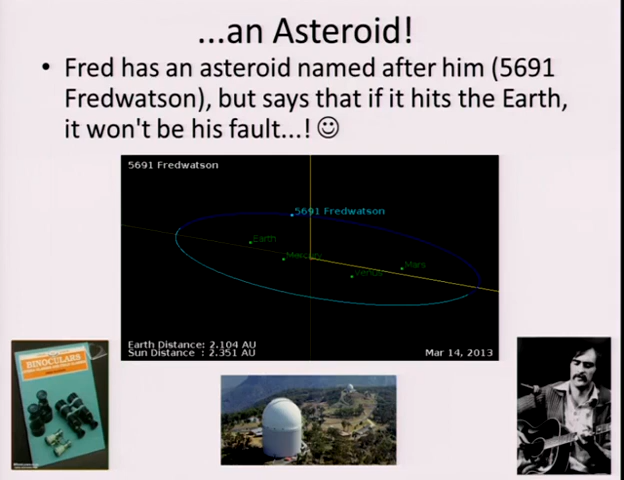 ...an Asteroid!
• Fred has an asteroid named after him (5691
Fredwatson), but says that if it hits the Earth,
it won't be his fault...! ☺
5691 Fredwatson
5691 Fredwatson
Earth
Mercury
Mars
Venus
Earth Distance: 2.104 AU
Sun Distance : 2.351 AU
Mar 14, 2013
BINOCULARS